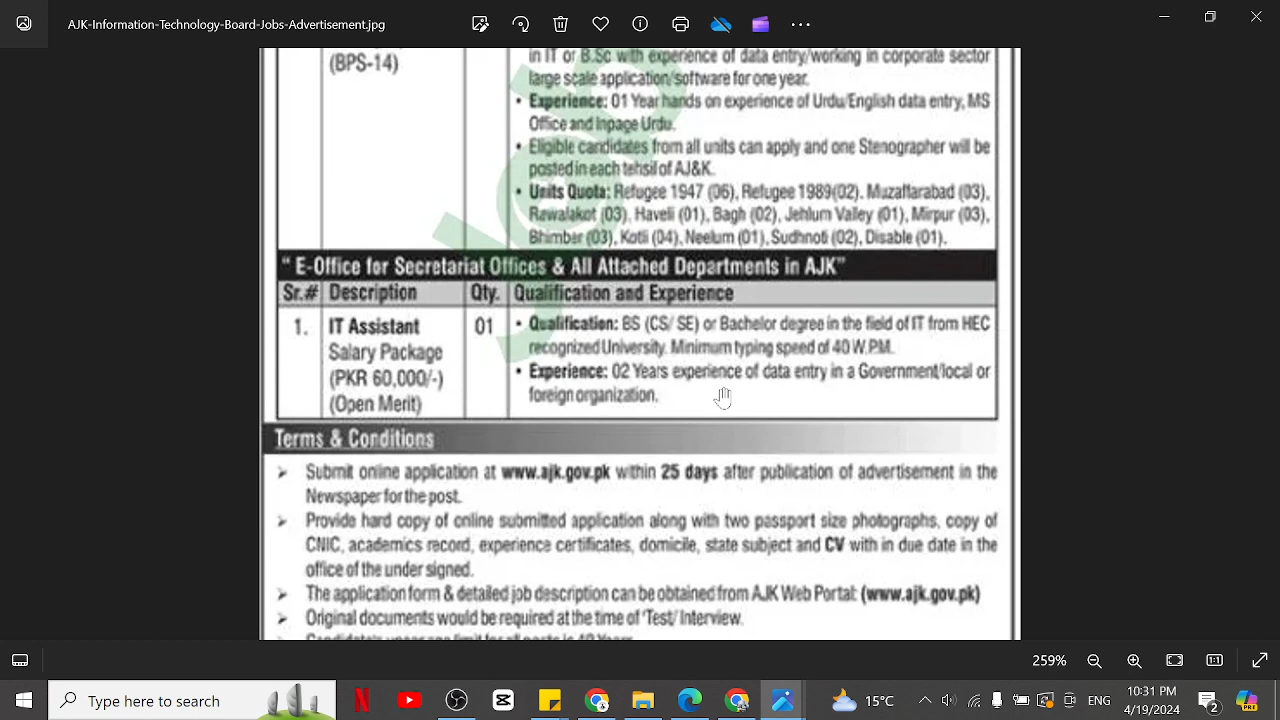 AJK-Information-Technology-Board-Jobs-Advertisement.jpg
(BPS-14)
in IT or B.Sc with experience of data entry/working in corporate sector
large scale application/software for one year.
• Experience: 01 Year hands on experience of Urdu/English data entry, MS
Office and Inpage Urdu.
• Eligible candidates from all units can apply and one Stenographer will be
posted in each tehsil of AJ&K.
• Units Quota: Refugee 1947 (06), Refugee 1989(02), Muzaffarabad (03),
Rawalakot (03), Haveli (01), Bagh (02), Jehlum Valley (01), Mirpur (03),
Bhimber (03), Kotli (04), Neelum (01), Sudhnoti (02), Disable (01).
“ E-Office for Secretariat Offices & All Attached Departments in AJK”
Sr.# Description Qty. Qualification and Experience
1. IT Assistant 01
Salary Package
(PKR 60,000/-)
(Open Merit)
• Qualification: BS (CS/ SE) or Bachelor degree in the field of IT from HEC
recognized University. Minimum typing speed of 40 W.P.M.
• Experience: 02 Years experience of data entry in a Government/local or
foreign organization.
Terms & Conditions
➢ Submit online application at www.ajk.gov.pk within 25 days after publication of advertisement in the
Newspaper for the post.
➢ Provide hard copy of online submitted application along with two passport size photographs, copy of
CNIC, academics record, experience certificates, domicile, state subject and CV with in due date in the
office of the under signed.
➢ The application form & detailed job description can be obtained from AJK Web Portal: (www.ajk.gov.pk)
➢ Original documents would be required at the time of 'Test/ Interview.
259%
Type here to search
15°C
ENG
10:31 PM
4/19/2024
2